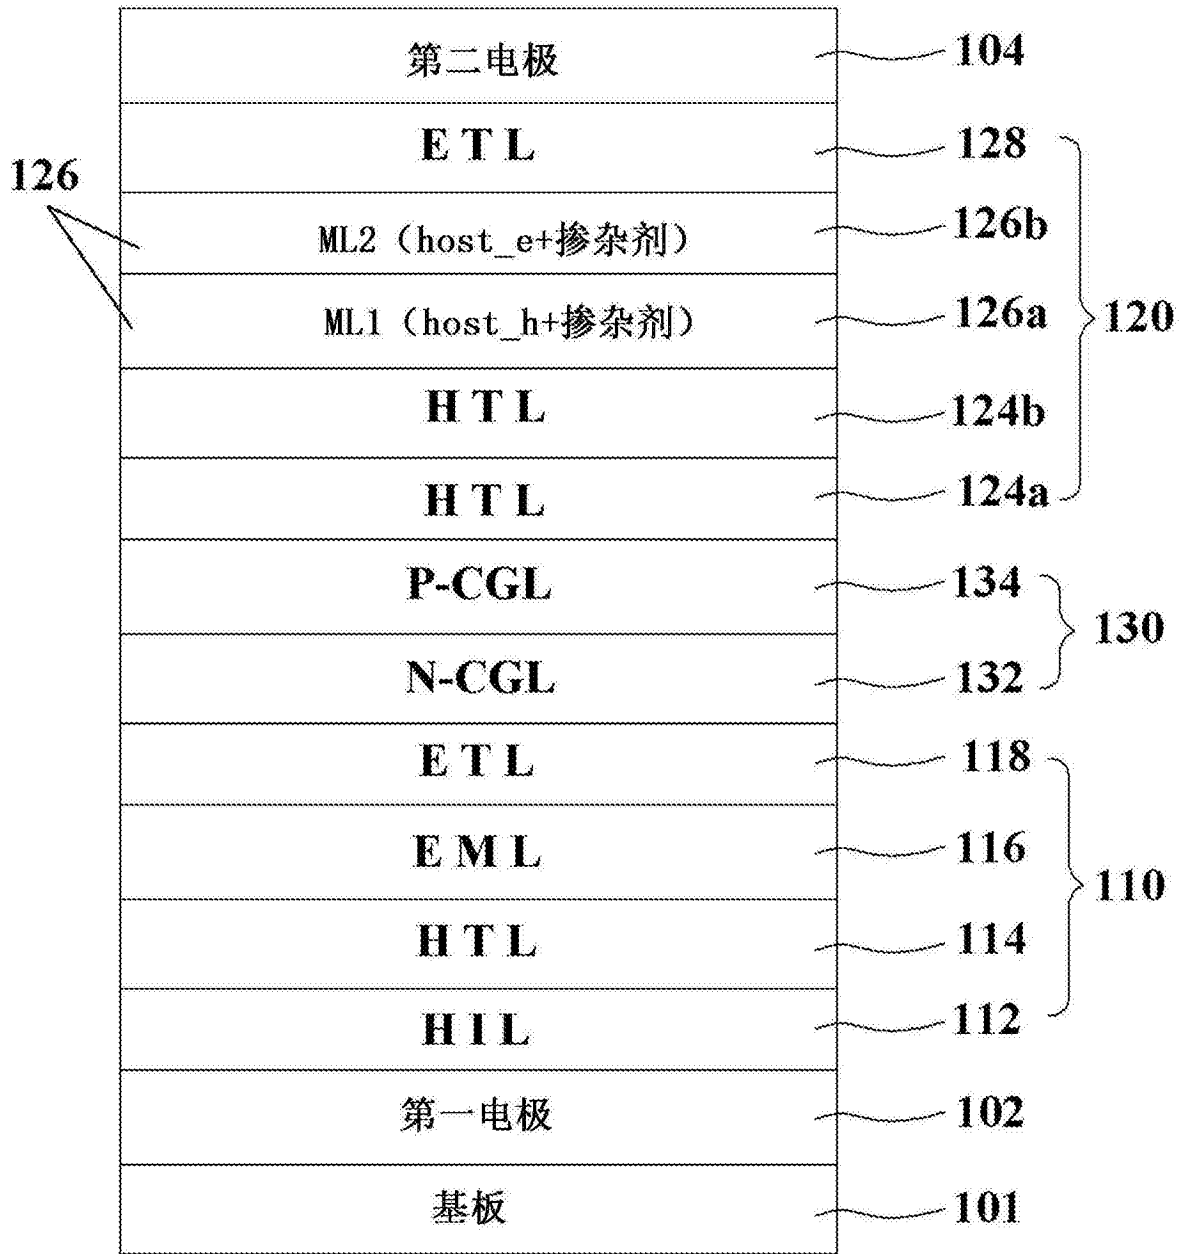 第二电极 104
E T L 128
126
ML2（host_e+掺杂剂） 126b
ML1（host_h+掺杂剂） 126a
120
H T L 124b
H T L 124a
P-CGL 134
130
N-CGL 132
E T L 118
E M L 116
110
H T L 114
H I L 112
第一电极 102
基板 101